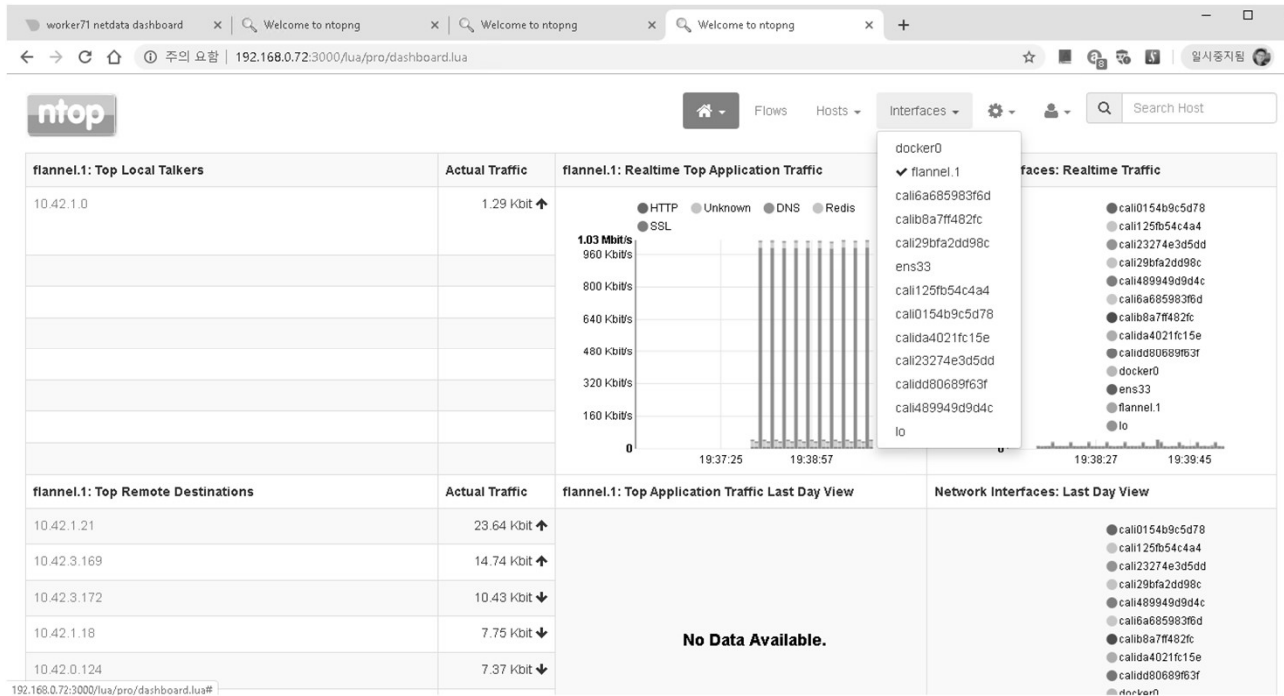 worker71 netdata dashboard
Welcome to ntopng
Welcome to ntopng
Welcome to ntopng
주의 요함 | 192.168.0.72:3000/lua/pro/dashboard.lua
일시중지됨
ntop
Flows
Hosts
Interfaces
Search Host
docker0
flannel.1
cali6a685983f6d
calib8a7ff482fc
cali29bfa2dd98c
ens33
cali125fb54c4a4
cali0154b9c5d78
calida4021fc15e
cali23274e3d5dd
calidd80689f63f
cali489949d9d4c
lo
flannel.1: Top Local Talkers
Actual Traffic
10.42.1.0
1.29 Kbit
flannel.1: Realtime Top Application Traffic
HTTP Unknown DNS Redis
SSL
1.03 Mbit/s
960 Kbit/s
800 Kbit/s
640 Kbit/s
480 Kbit/s
320 Kbit/s
160 Kbit/s
0
19:37:25 19:38:57
faces: Realtime Traffic
cali0154b9c5d78
cali125fb54c4a4
cali23274e3d5dd
cali29bfa2dd98c
cali489949d9d4c
cali6a685983f6d
calib8a7ff482fc
calida4021fc15e
calidd80689f63f
docker0
ens33
flannel.1
lo
0
19:38:27 19:39:45
flannel.1: Top Remote Destinations
Actual Traffic
10.42.1.21
23.64 Kbit
10.42.3.169
14.74 Kbit
10.42.3.172
10.43 Kbit
10.42.1.18
7.75 Kbit
10.42.0.124
7.37 Kbit
flannel.1: Top Application Traffic Last Day View
No Data Available.
Network Interfaces: Last Day View
cali0154b9c5d78
cali125fb54c4a4
cali23274e3d5dd
cali29bfa2dd98c
cali489949d9d4c
cali6a685983f6d
calib8a7ff482fc
calida4021fc15e
calidd80689f63f
docker0
192.168.0.72:3000/lua/pro/dashboard.lua#